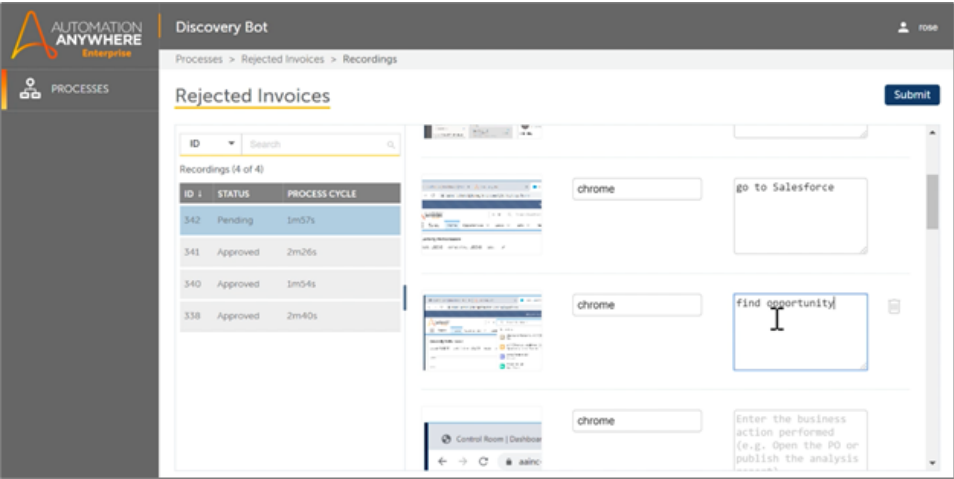 AUTOMATION
ANYWHERE
Enterprise
Discovery Bot
rose
PROCESSES
Processes > Rejected Invoices > Recordings
Rejected Invoices
Submit
ID
Search
Recordings (4 of 4)
ID ↓ STATUS PROCESS CYCLE
342 Pending 1m57s
341 Approved 2m26s
340 Approved 1m54s
338 Approved 2m40s
chrome
go to Salesforce
chrome
find opportunity
Control Room | Dashboar
aainc-
chrome
Enter the business
action performed
(e.g. Open the PO or
publish the analysis